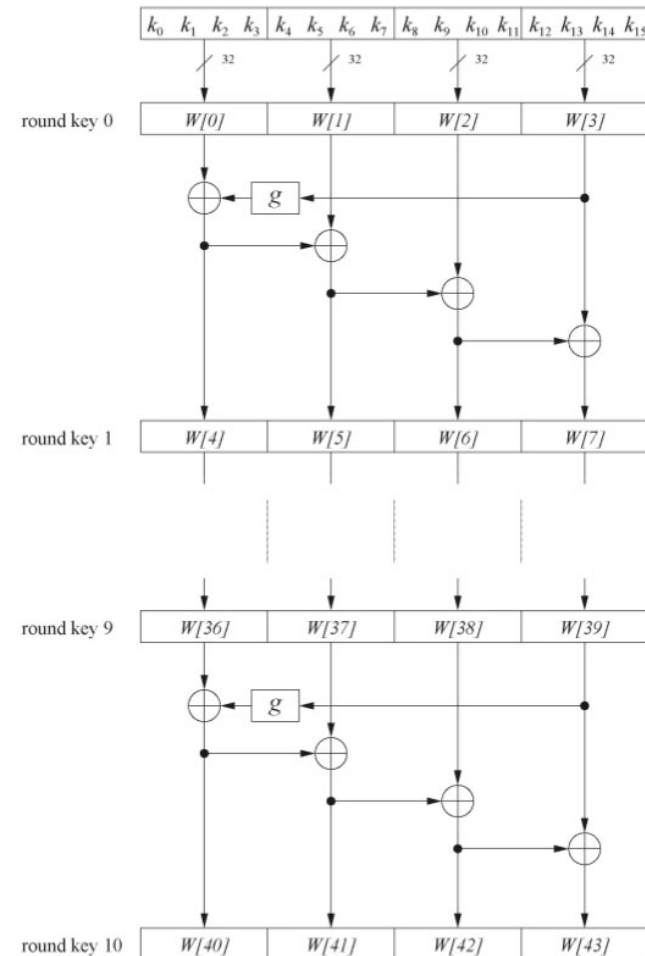 k0 k1 k2 k3 k4 k5 k6 k7 k8 k9 k10 k11 k12 k13 k14 k15
32 32 32 32
round key 0 W[0] W[1] W[2] W[3]
g
round key 1 W[4] W[5] W[6] W[7]
round key 9 W[36] W[37] W[38] W[39]
g
round key 10 W[40] W[41] W[42] W[43]